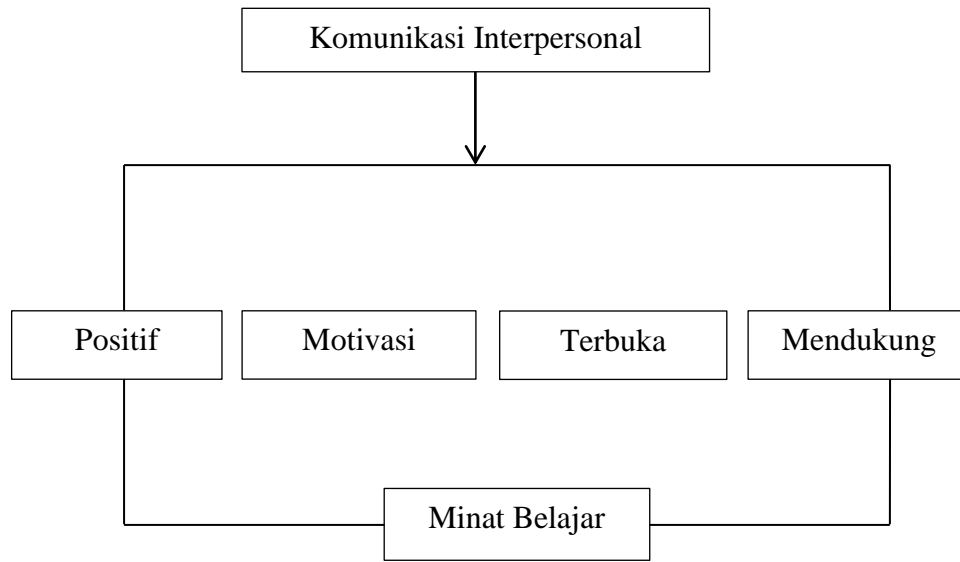 Komunikasi Interpersonal
Positif
Motivasi
Terbuka
Mendukung
Minat Belajar